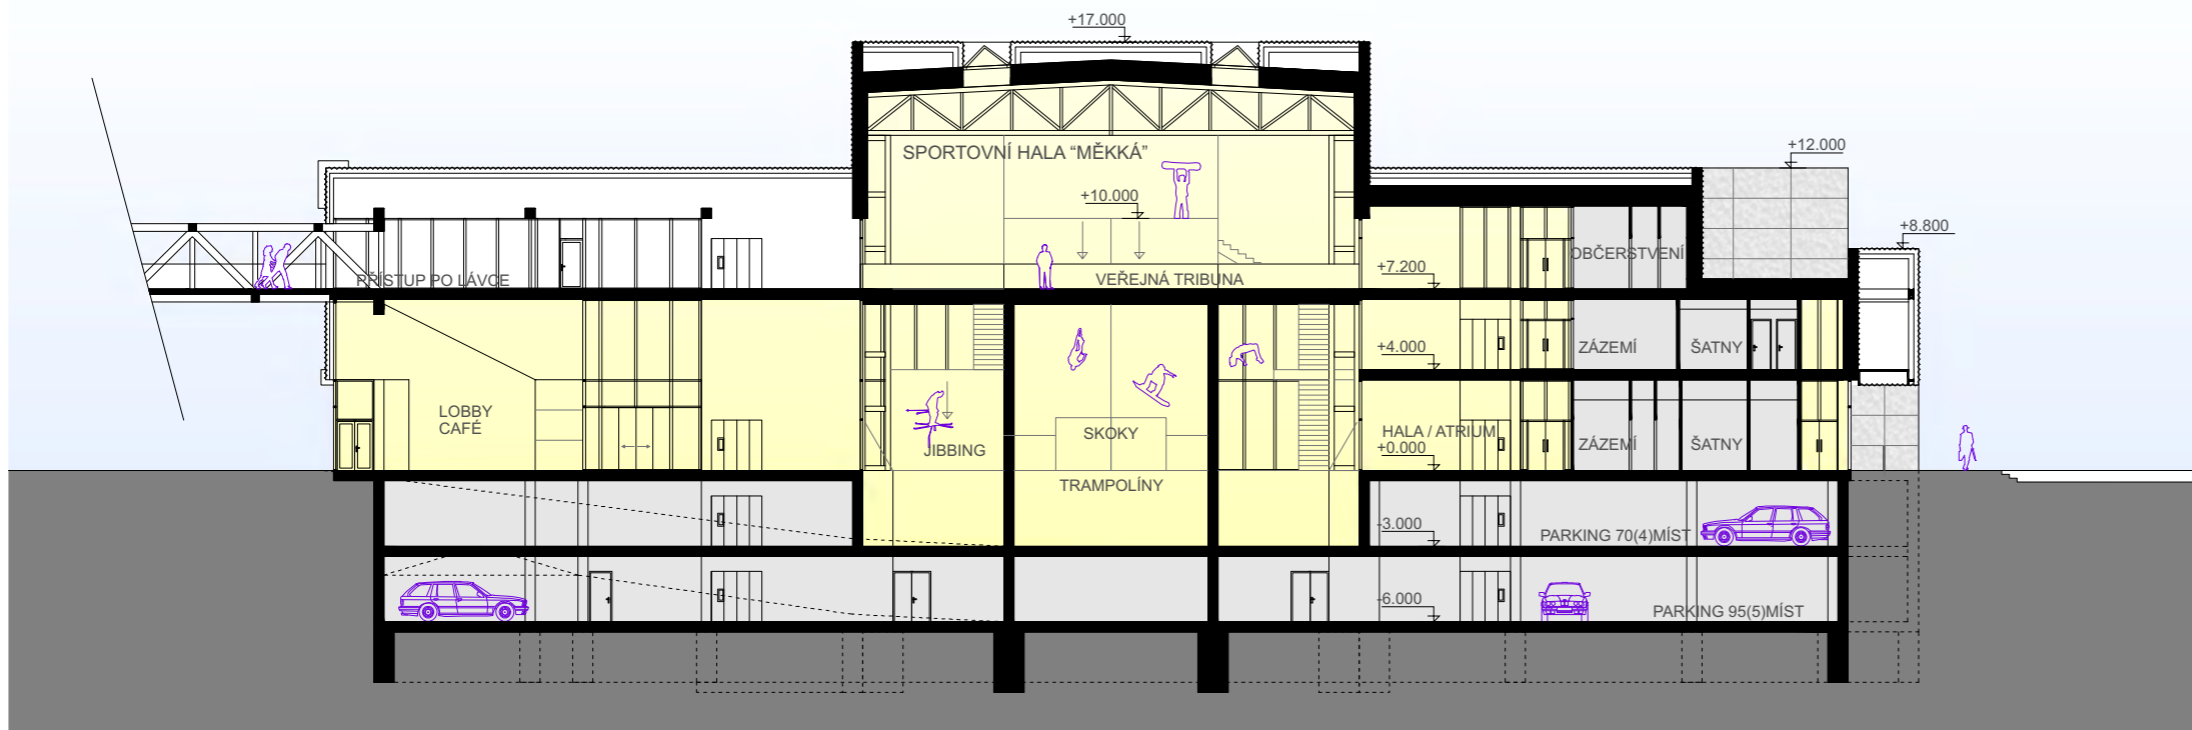 +17.000
SPORTOVNÍ HALA “MĚKKÁ”
+12.000
+10.000
+8.800
OBČERSTVENÍ
+7.200
PŘÍSTUP PO LÁVCE
VEŘEJNÁ TRIBUNA
+4.000
ZÁZEMÍ
ŠATNY
LOBBY
CAFÉ
SKOKY
HALA / ATRIUM
+0.000
ZÁZEMÍ
ŠATNY
JIBBING
TRAMPOLÍNY
-3.000
PARKING 70(4)MÍST
-6.000
PARKING 95(5)MÍST